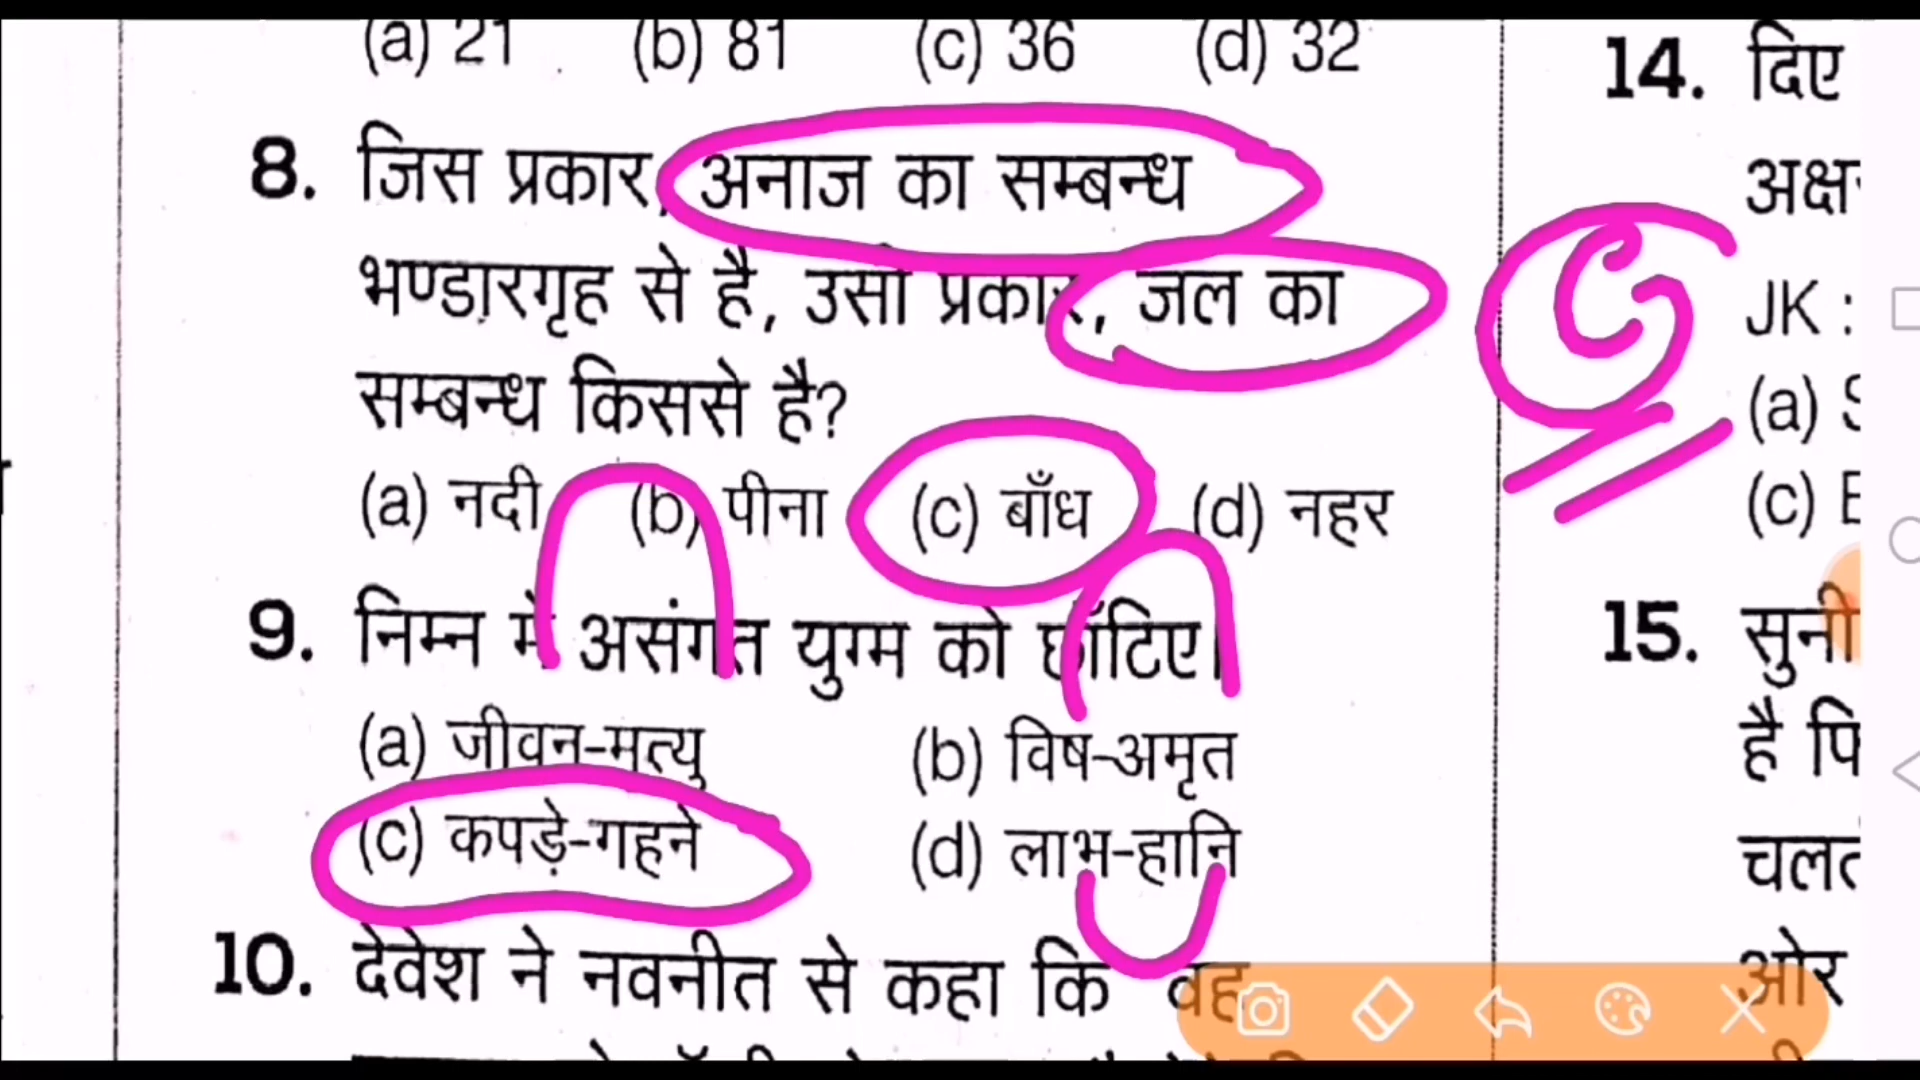 (a) 21 (b) 81 (c) 36 (d) 32
8. जिस प्रकार, अनाज का सम्बन्ध
भण्डारगृह से है, उसी प्रकार, जल का
सम्बन्ध किससे है?
(a) नदी (b) पीना (c) बाँध (d) नहर
9. निम्न में असंगत युग्म को छाँटिए।
(a) जीवन-मृत्यु (b) विष-अमृत
(c) कपड़े-गहने (d) लाभ-हानि
10. देवेश ने नवनीत से कहा कि वह
14. दिए
JK :
(a)
(c)
15. सुनी
है
ओर